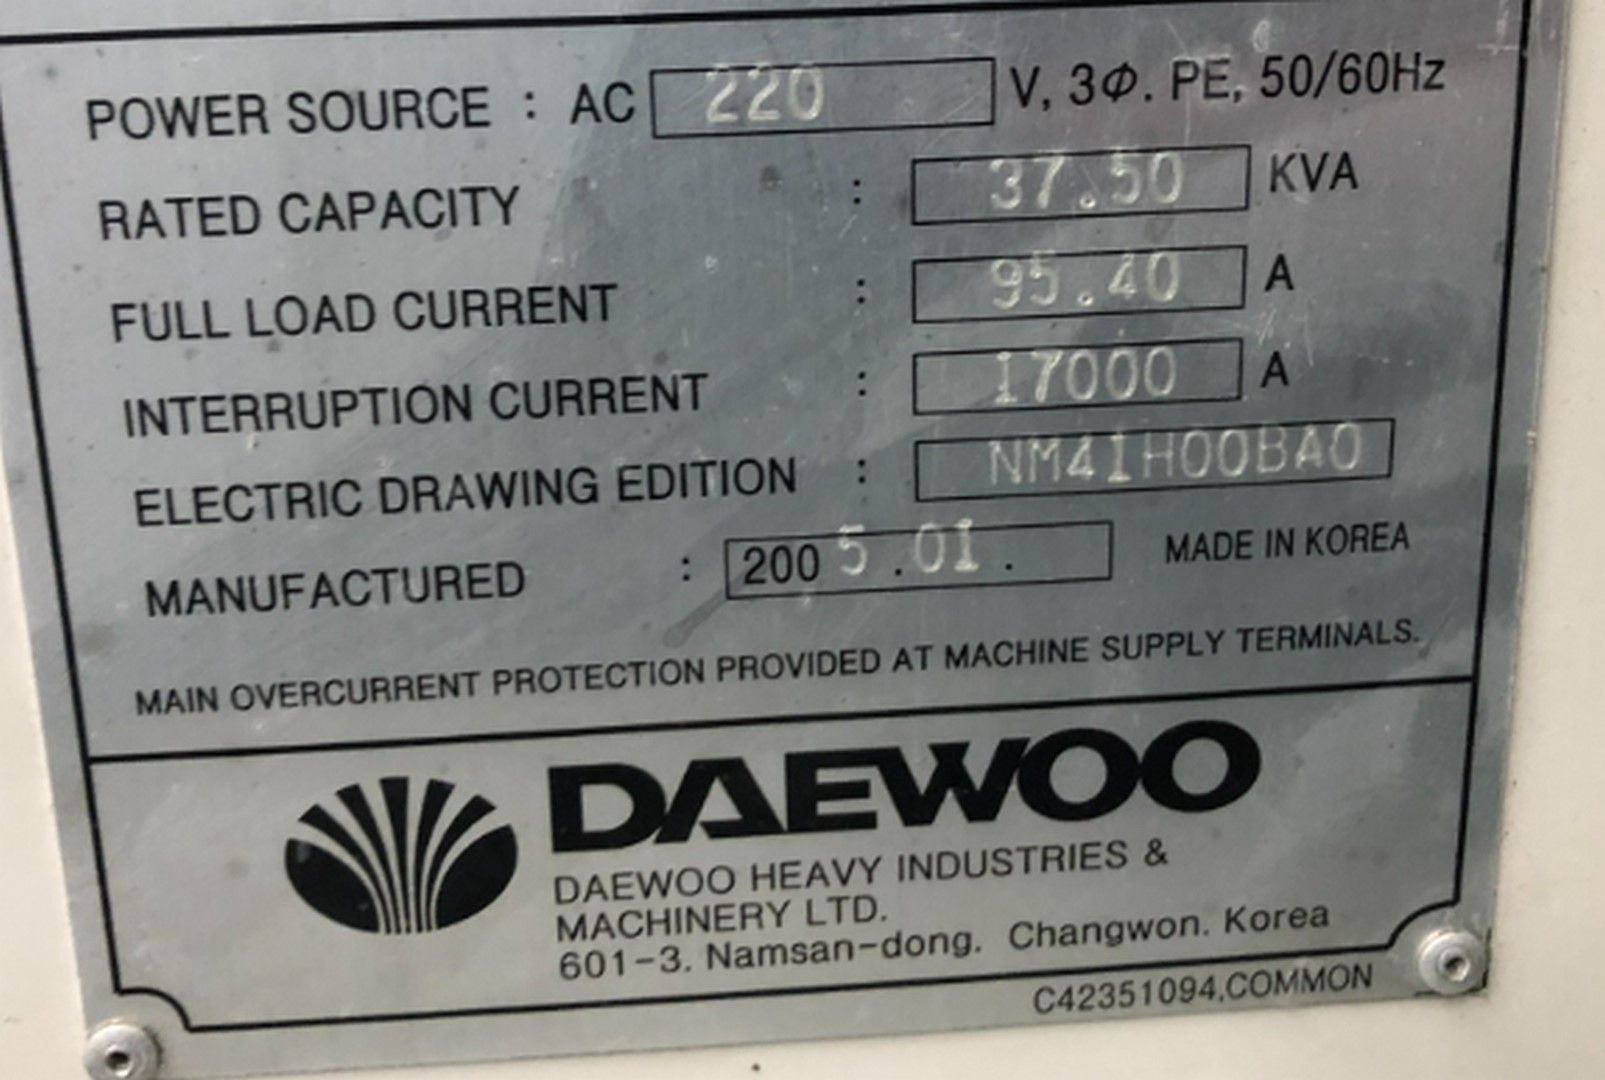 POWER SOURCE : AC 220 V, 3Φ. PE, 50/60Hz
RATED CAPACITY : 37.50 KVA
FULL LOAD CURRENT : 95.40 A
INTERRUPTION CURRENT : 17000 A
ELECTRIC DRAWING EDITION : NM41H00BA0
MANUFACTURED : 2005.01. MADE IN KOREA
MAIN OVERCURRENT PROTECTION PROVIDED AT MACHINE SUPPLY TERMINALS.
DAEWOO
DAEWOO HEAVY INDUSTRIES &
MACHINERY LTD.
601-3. Namsan-dong. Changwon. Korea
C42351094,COMMON